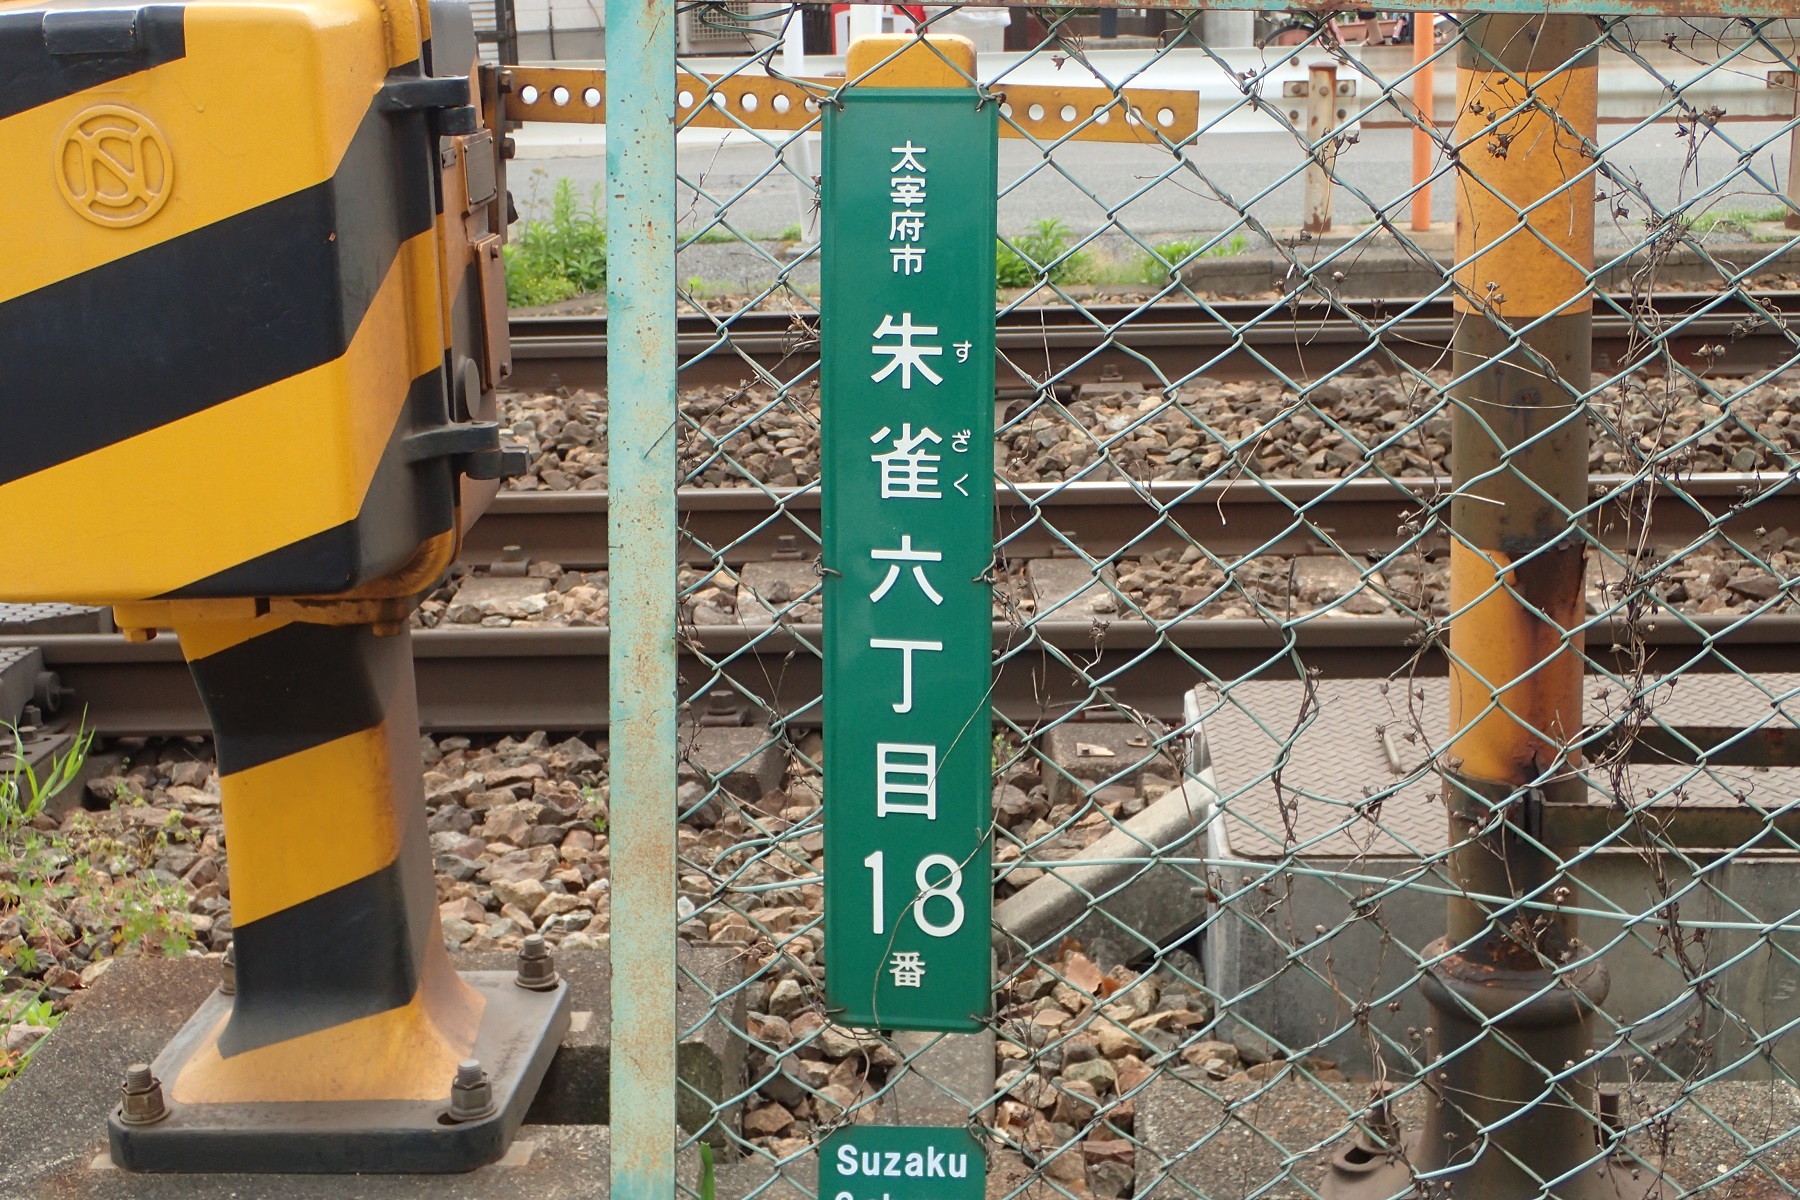 太宰府市
朱雀六丁目
すざく
18
番
Suzaku